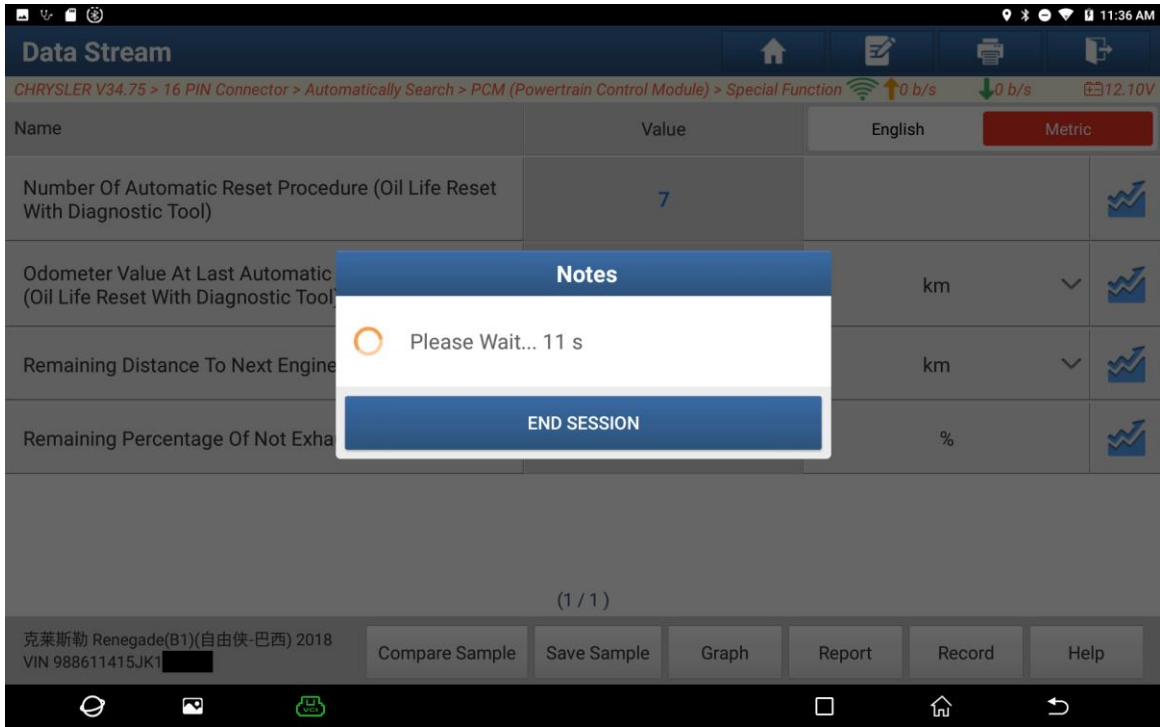 11:36 AM
Data Stream
CHRYSLER V34.75 > 16 PIN Connector > Automatically Search > PCM (Powertrain Control Module) > Special Function
0 b/s
0 b/s
12.10V
Name
Value
English
Metric
Number Of Automatic Reset Procedure (Oil Life Reset
With Diagnostic Tool)
7
Odometer Value At Last Automatic
(Oil Life Reset With Diagnostic Tool
km
Remaining Distance To Next Engine
km
Remaining Percentage Of Not Exha
%
Notes
Please Wait... 11 s
END SESSION
(1 / 1)
克莱斯勒 Renegade(B1)(自由侠-巴西) 2018
VIN 988611415JK1
Compare Sample
Save Sample
Graph
Report
Record
Help
VCI